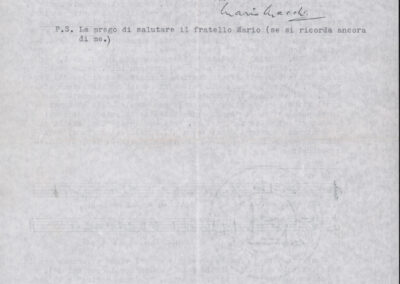 P.S. La prego di salutare il fratello Mario (se si ricorda ancora
di me.)